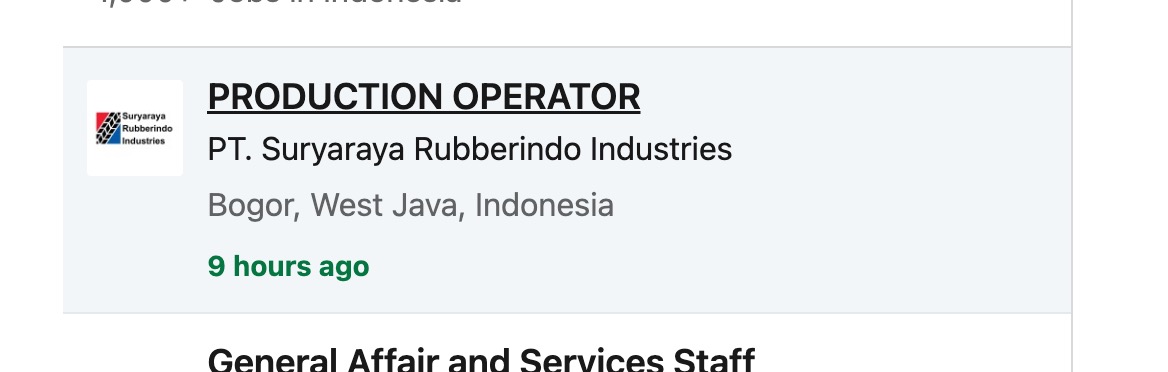 Jobs in Indonesia
PRODUCTION OPERATOR
Suryaraya
Rubberindo
Industries
PT. Suryaraya Rubberindo Industries
Bogor, West Java, Indonesia
9 hours ago
General Affair and Services Staff